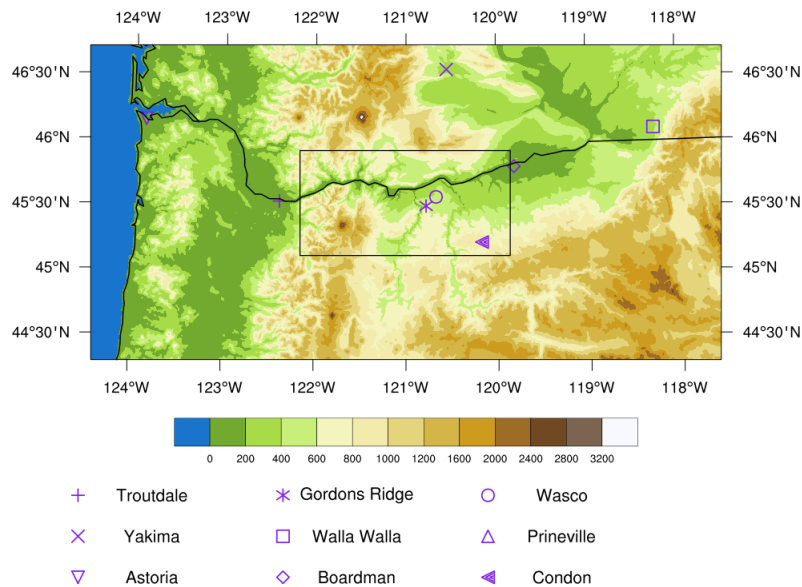 124°W 123°W 122°W 121°W 120°W 119°W 118°W
46°30'N 46°30'N
46°N 46°N
45°30'N 45°30'N
45°N 45°N
44°30'N 44°30'N
124°W 123°W 122°W 121°W 120°W 119°W 118°W
0 200 400 600 800 1000 1200 1600 2000 2400 2800 3200
Troutdale Gordons Ridge Wasco
Yakima Walla Walla Prineville
Astoria Boardman Condon